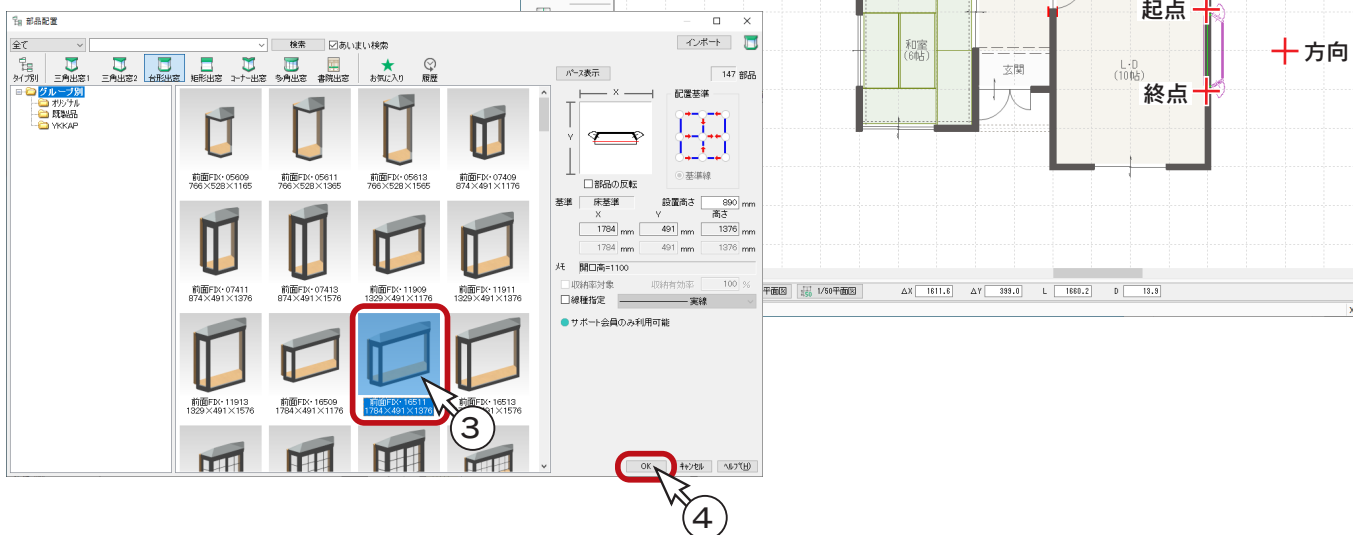 部品配置
全て
検索
あいまい検索
インポート
タイプ別
三角出窓1
三角出窓2
台形出窓
矩形出窓
コーナー出窓
多角出窓
書院出窓
お気に入り
履歴
グループ別
オリジナル
既製品
YKKAP
前面FIX・05609
766×528×1165
前面FIX・05611
766×528×1365
前面FIX・05613
766×528×1565
前面FIX・07409
874×491×1176
前面FIX・07411
874×491×1376
前面FIX・07413
874×491×1576
前面FIX・11909
1329×491×1176
前面FIX・11911
1329×491×1376
前面FIX・11913
1329×491×1576
前面FIX・16509
1784×491×1176
前面FIX・16511
1784×491×1376
前面FIX・16513
91×1576
③
パース表示
147 部品
X
Y
配置基準
基準線
部品の反転
基準 床基準 設置高さ 890 mm
X Y 高さ
1784 mm 491 mm 1376 mm
1784 mm 491 mm 1376 mm
メモ 開口高=1100
収納率対象 収納有効率 100 %
線種指定 実線
サポート会員のみ利用可能
OK キャンセル ヘルプ(H)
④
和室
(6帖)
玄関
L・D
(10帖)
起点
方向
終点
平面図 1/50平面図 ΔX 1611.6 ΔY 399.0 L 1660.2 D 13.9